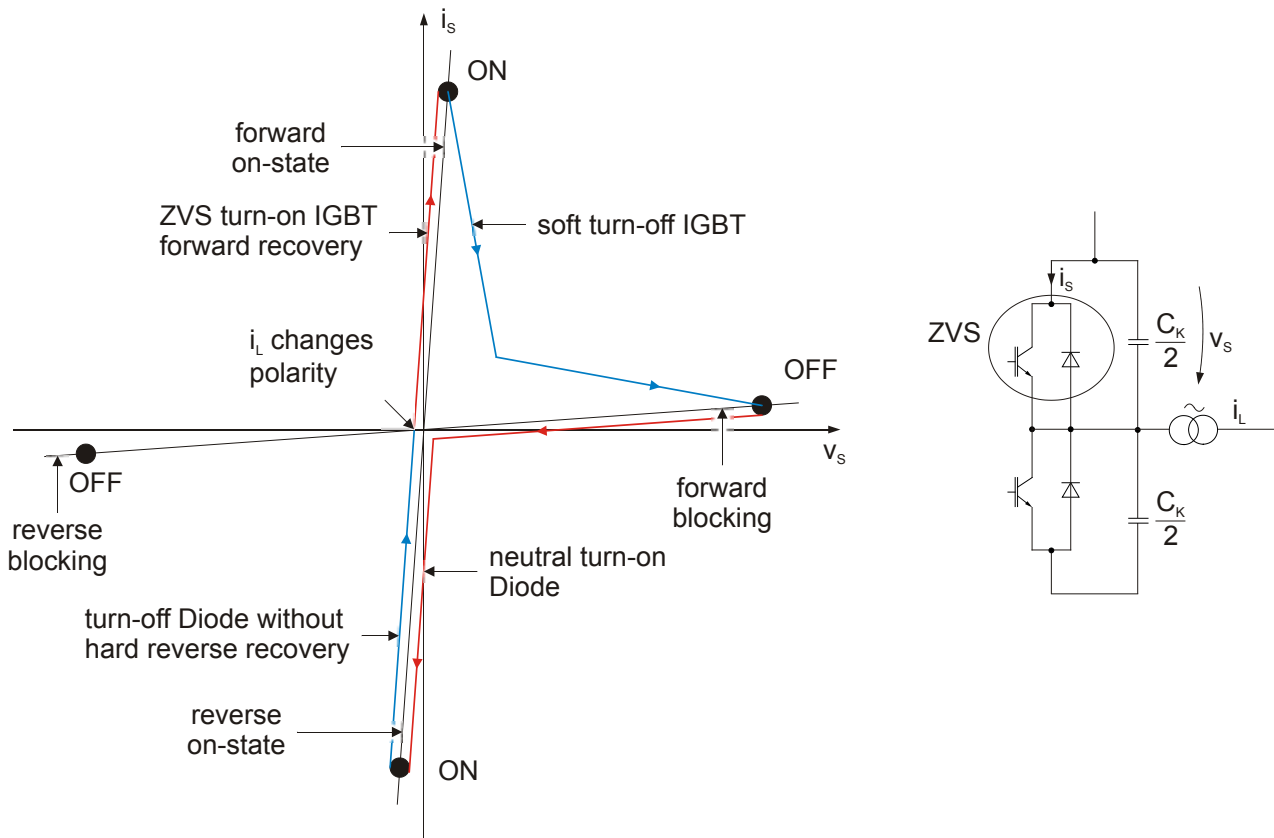 i_S
ON
forward
on-state
ZVS turn-on IGBT
forward recovery
soft turn-off IGBT
i_L changes
polarity
OFF
v_S
OFF
reverse
blocking
forward
blocking
neutral turn-on
Diode
turn-off Diode without
hard reverse recovery
reverse
on-state
ON
i_S
ZVS
C_K
2
v_S
~
i_L
C_K
2